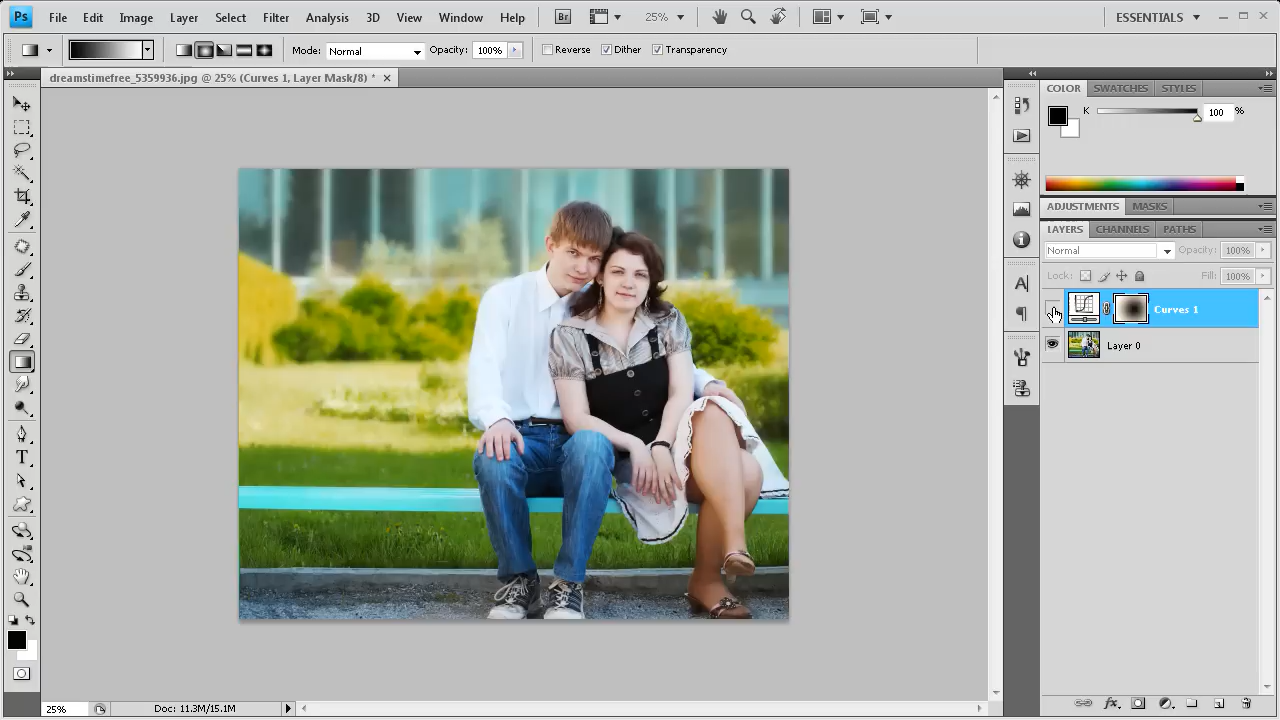 Ps File Edit Image Layer Select Filter Analysis 3D View Window Help Br 25% ESSENTIALS
Mode: Normal Opacity: 100% Reverse Dither Transparency
dreamstimefree_5359936.jpg @ 25% (Curves 1, Layer Mask/8) *
COLOR SWATCHES STYLES
K 100 %
ADJUSTMENTS MASKS
LAYERS CHANNELS PATHS
Normal Opacity: 100%
Lock: Fill: 100%
Curves 1
Layer 0
25% Doc: 11.3M/15.1M